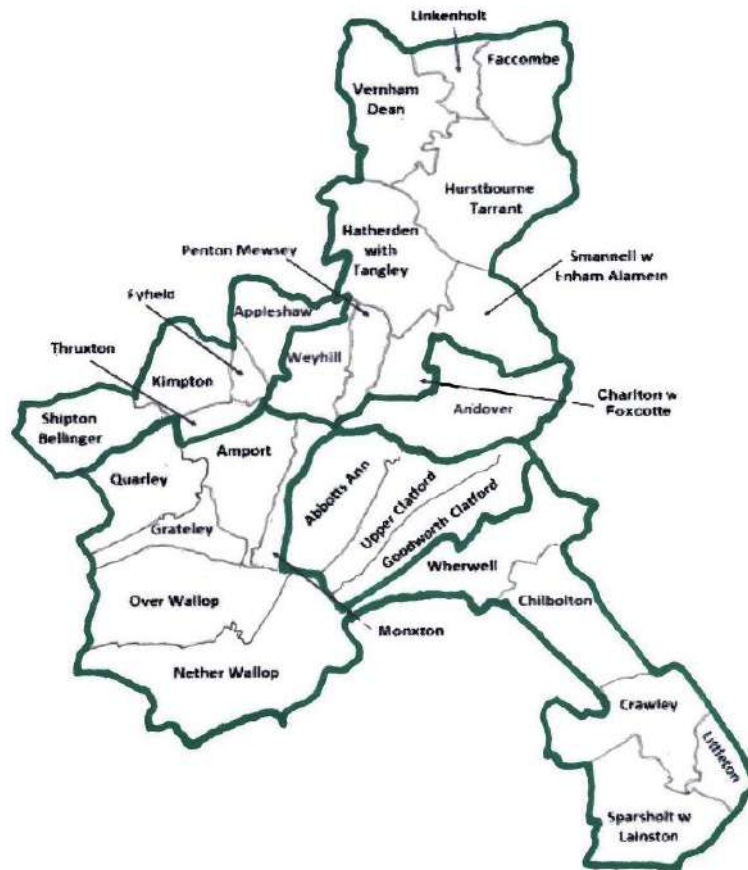 Linkenholt
Faccombe
Vernham
Dean
Hurstbourne
Tarrant
Hatherden
with
Tangley
Penton Mewsey
Smannell w
Enham Alamein
Fyfield
Appleshaw
Thruxton
Weyhill
Kimpton
Charlton w
Foxcotte
Andover
Shipton
Bellinger
Amport
Quarley
Abbotts Ann
Upper Clatford
Goodworth Clatford
Grateley
Wherwell
Over Wallop
Chilbolton
Monxton
Nether Wallop
Crawley
Littleton
Sparsholt w
Lainston